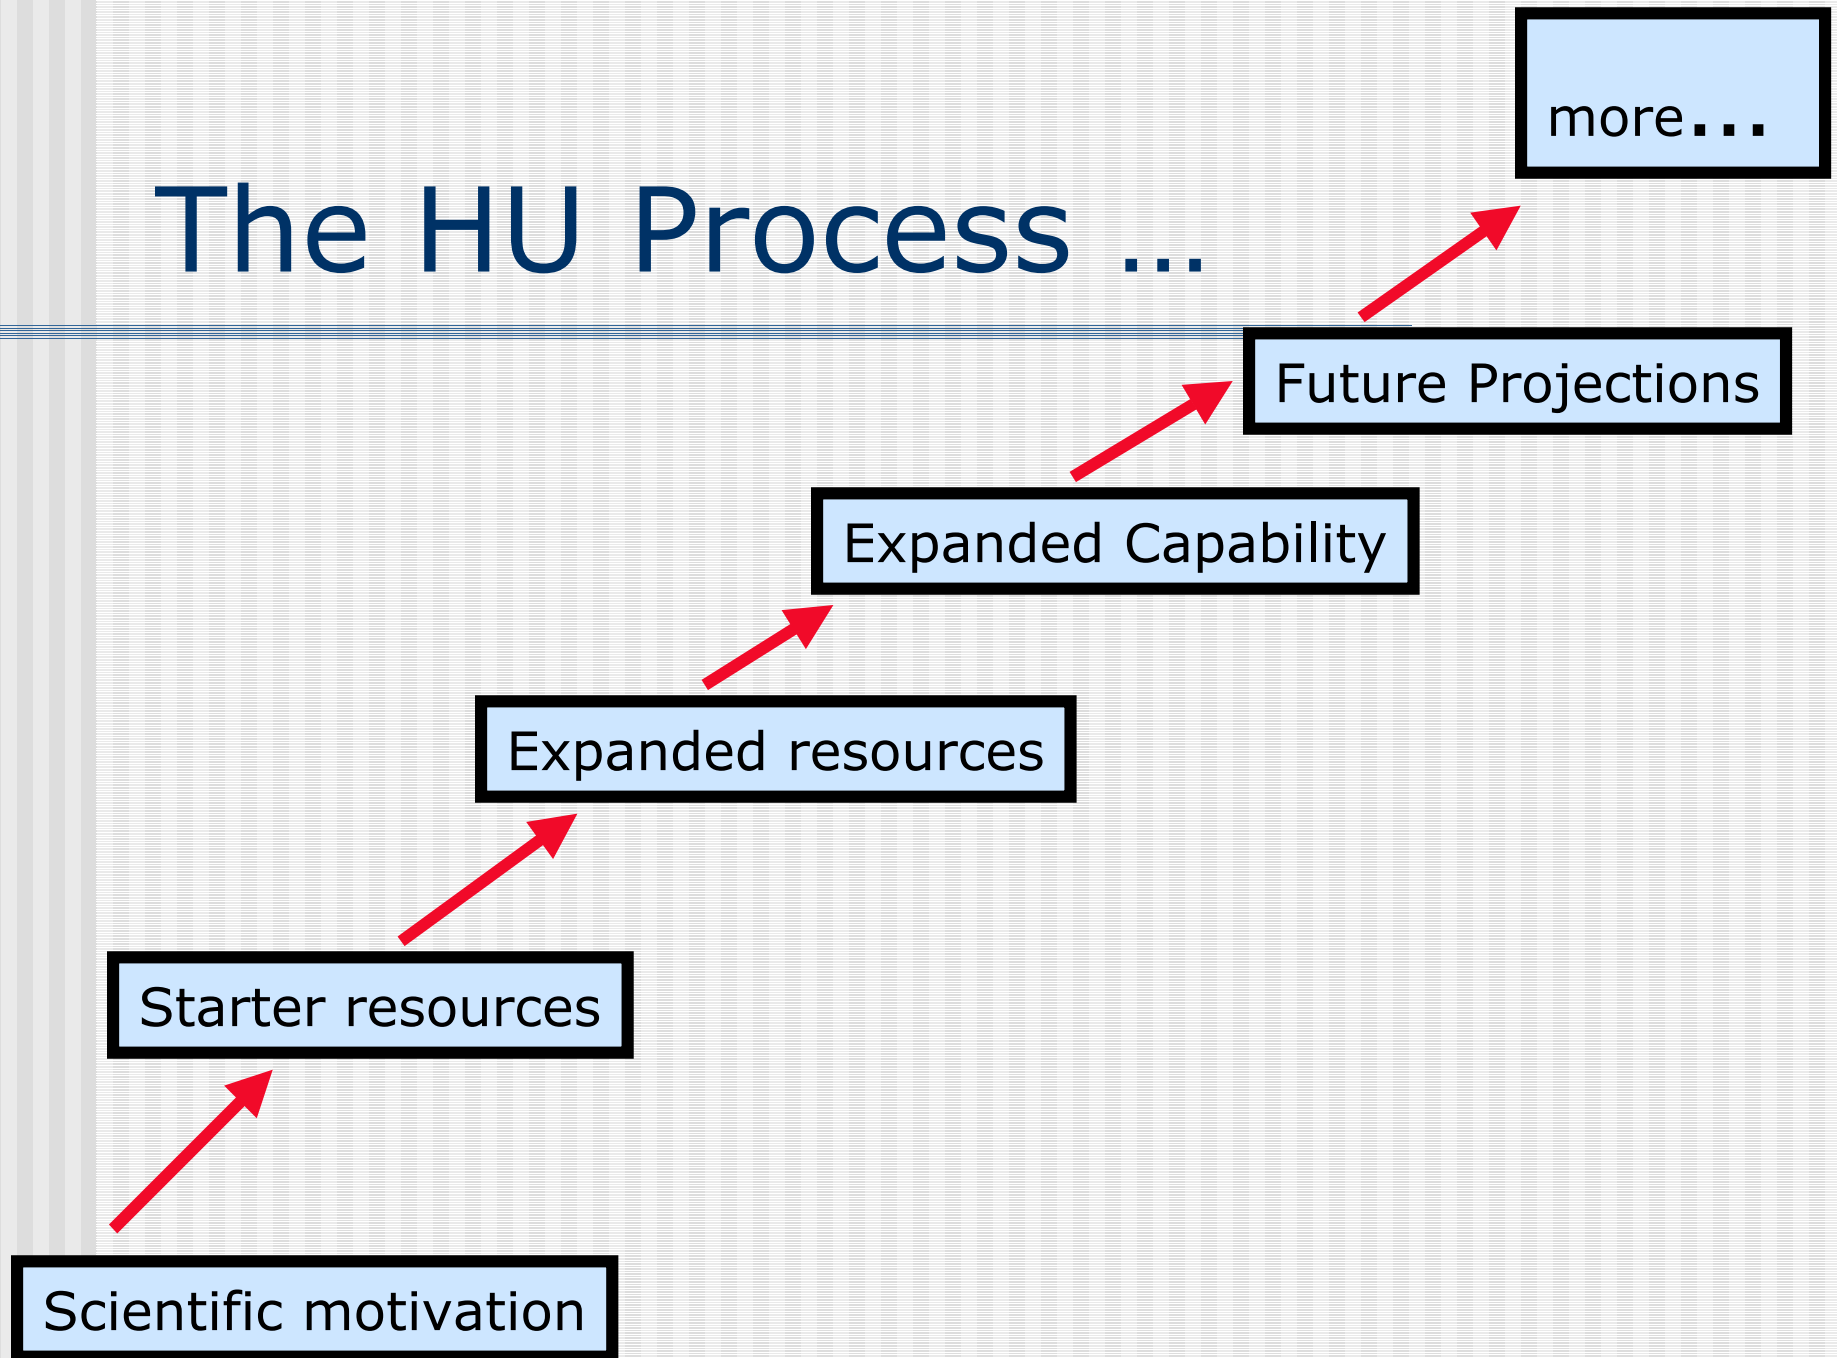 more...
The HU Process ...
Future Projections
Expanded Capability
Expanded resources
Starter resources
Scientific motivation